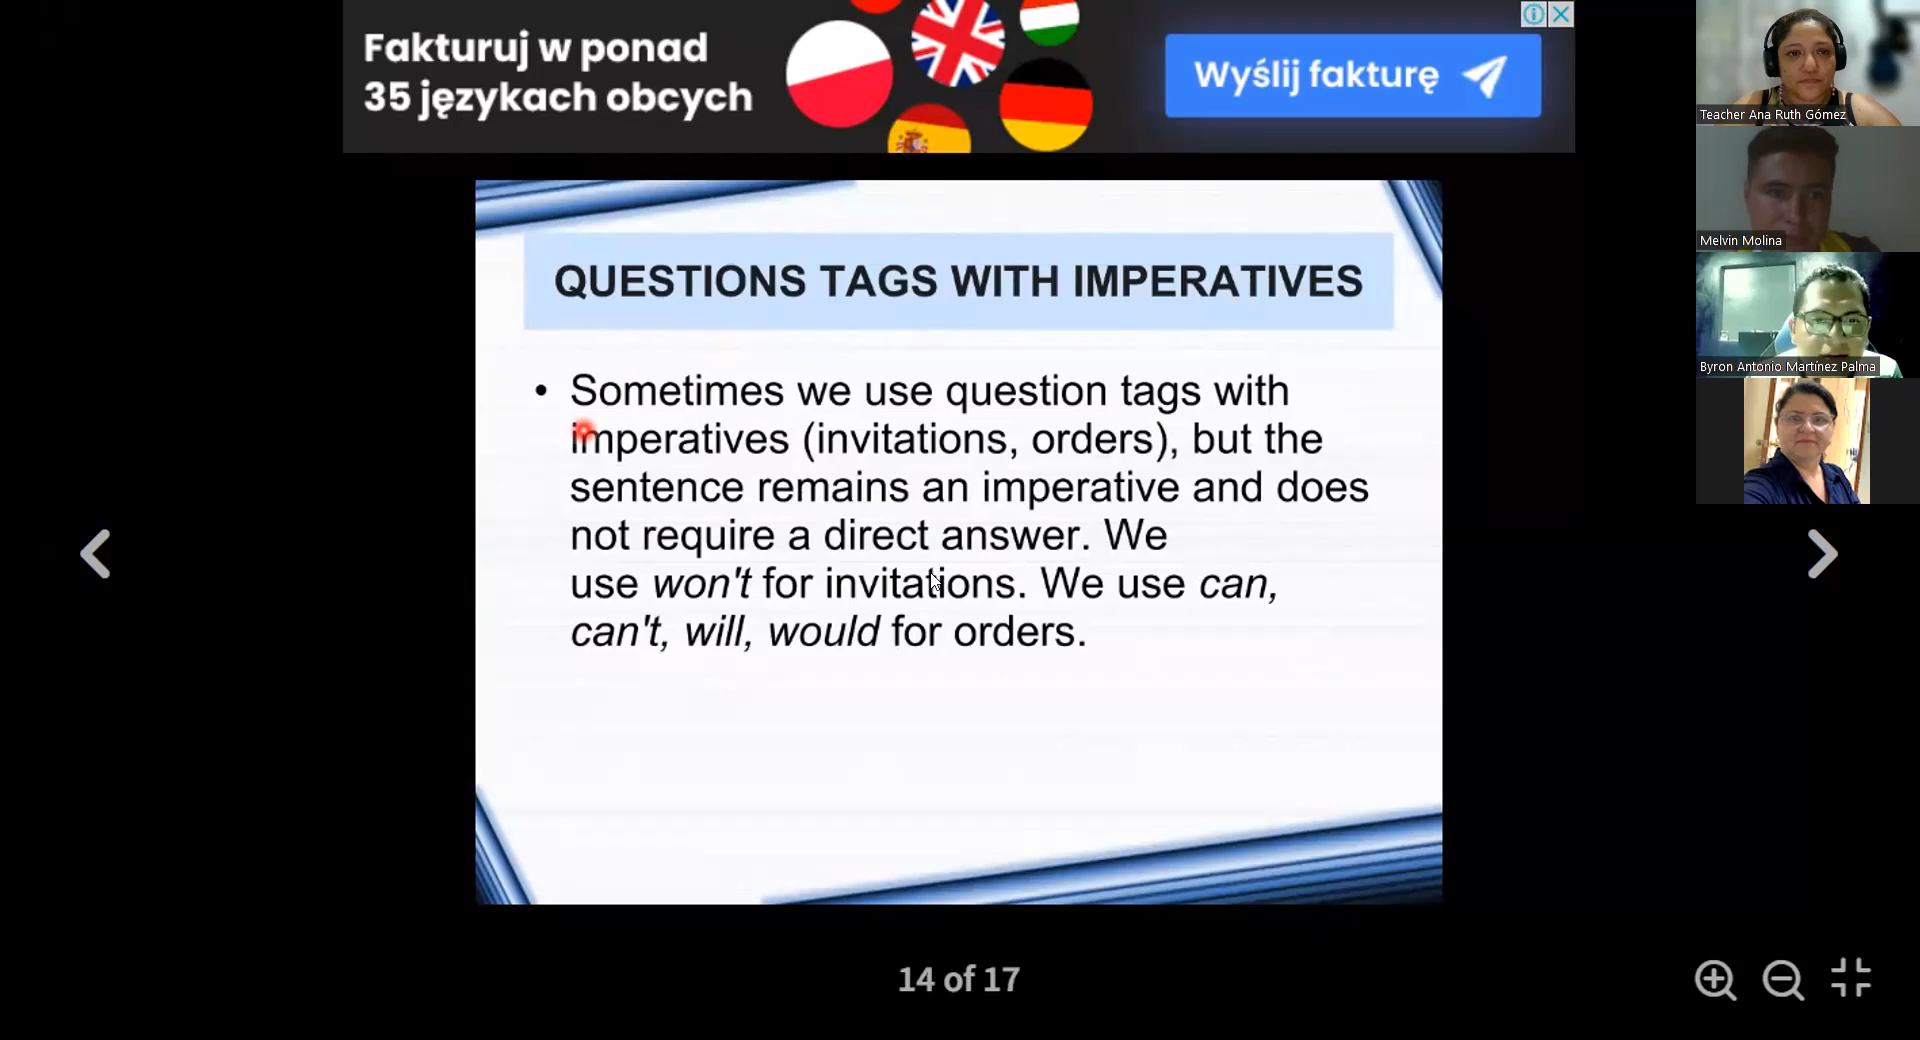 Fakturuj w ponad
35 językach obcych
Wyślij fakturę
QUESTIONS TAGS WITH IMPERATIVES
• Sometimes we use question tags with
imperatives (invitations, orders), but the
sentence remains an imperative and does
not require a direct answer. We
use won't for invitations. We use can,
can't, will, would for orders.
14 of 17
Teacher Ana Ruth Gómez
Melvin Molina
Byron Antonio Martínez Palma